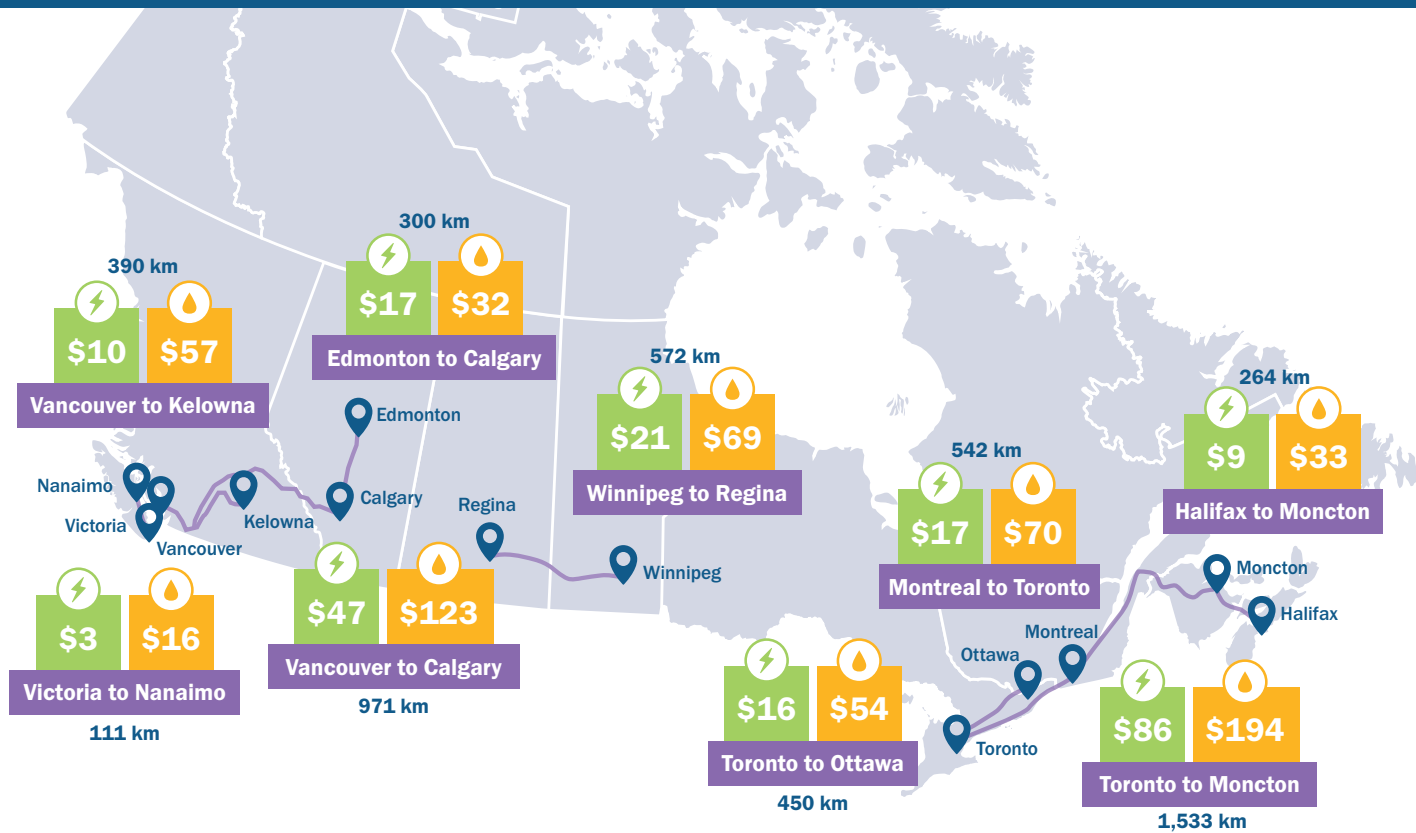 390 km
$10
$57
Vancouver to Kelowna
300 km
$17
$32
Edmonton to Calgary
572 km
$21
$69
Winnipeg to Regina
542 km
$17
$70
Montreal to Toronto
264 km
$9
$33
Halifax to Moncton
Edmonton
Nanaimo
Calgary
Victoria
Kelowna
Vancouver
Regina
Winnipeg
Moncton
Halifax
Montreal
Ottawa
Toronto
$3
$16
Victoria to Nanaimo
111 km
$47
$123
Vancouver to Calgary
971 km
$16
$54
Toronto to Ottawa
450 km
$86
$194
Toronto to Moncton
1,533 km